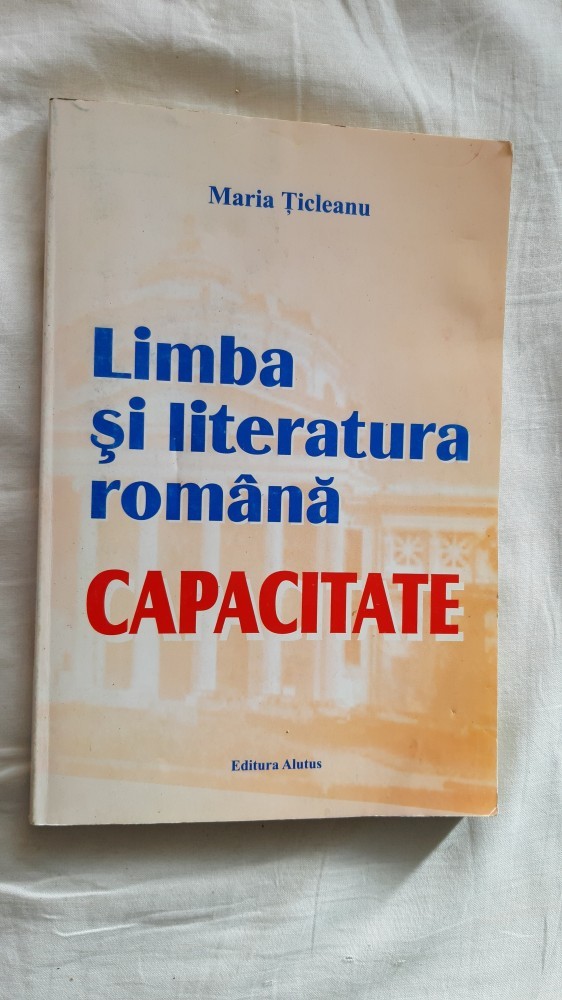 Maria Ţicleanu
Limba
şi literatura
română
CAPACITATE
Editura Alutus